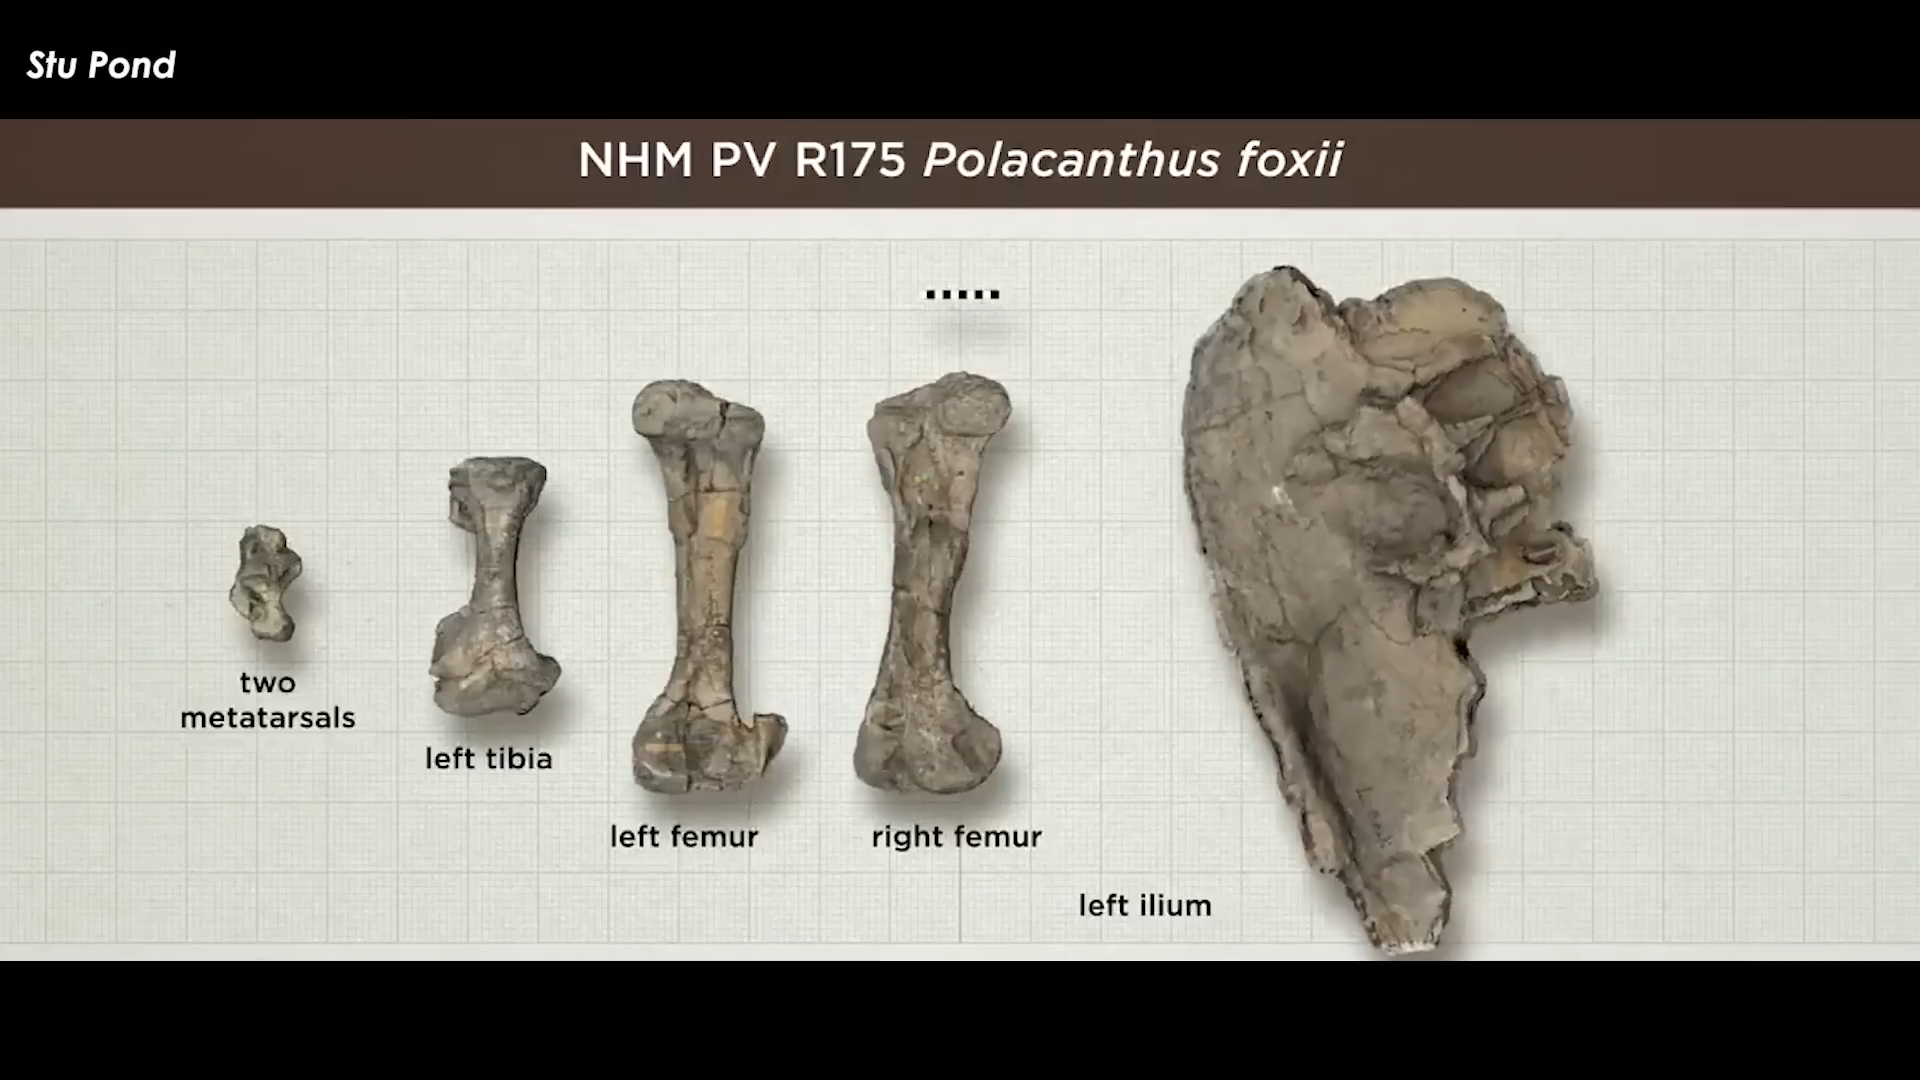 Stu Pond
NHM PV R175 Polacanthus foxii
two
metatarsals
left tibia
left femur
right femur
left ilium